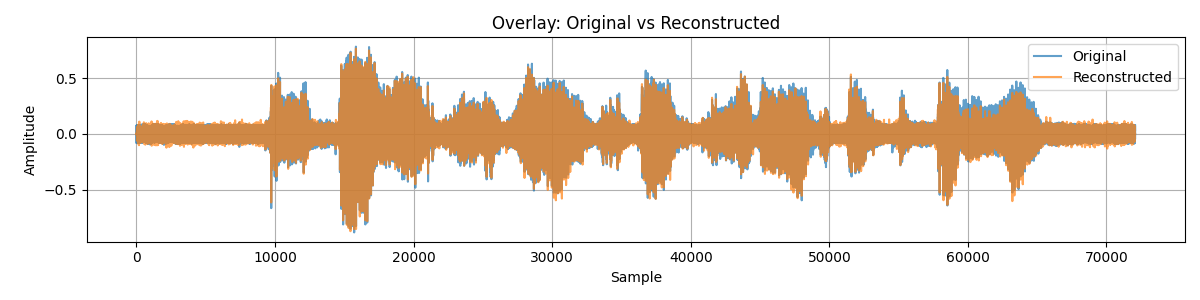 Overlay: Original vs Reconstructed
Original
Reconstructed
Amplitude
0.5
0.0
−0.5
0 10000 20000 30000 40000 50000 60000 70000
Sample